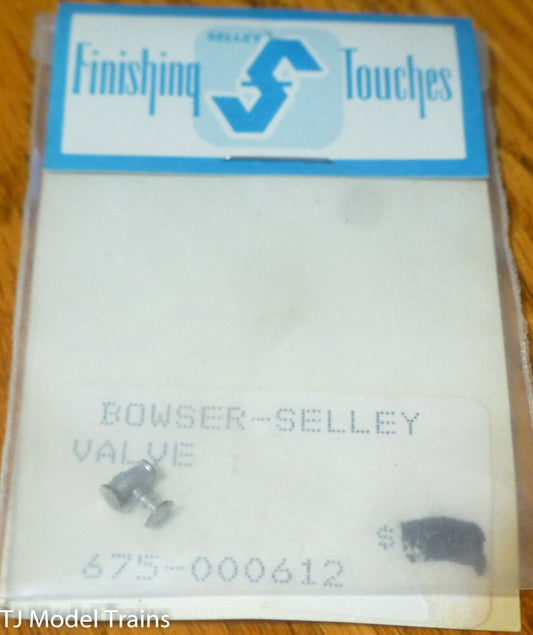 SELLEY
Finishing Touches
BOWSER-SELLEY
VALVE
$
675-000612
TJ Model Trains